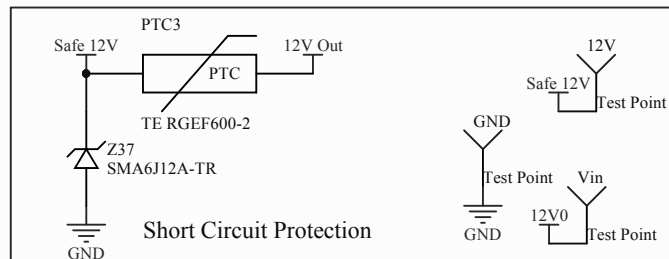 PTC3
Safe 12V
12V Out
PTC
TE RGEF600-2
Z37
SMA6J12A-TR
GND
Short Circuit Protection
GND
Test Point
GND
12V
Safe 12V
Test Point
Vin
12V0
Test Point